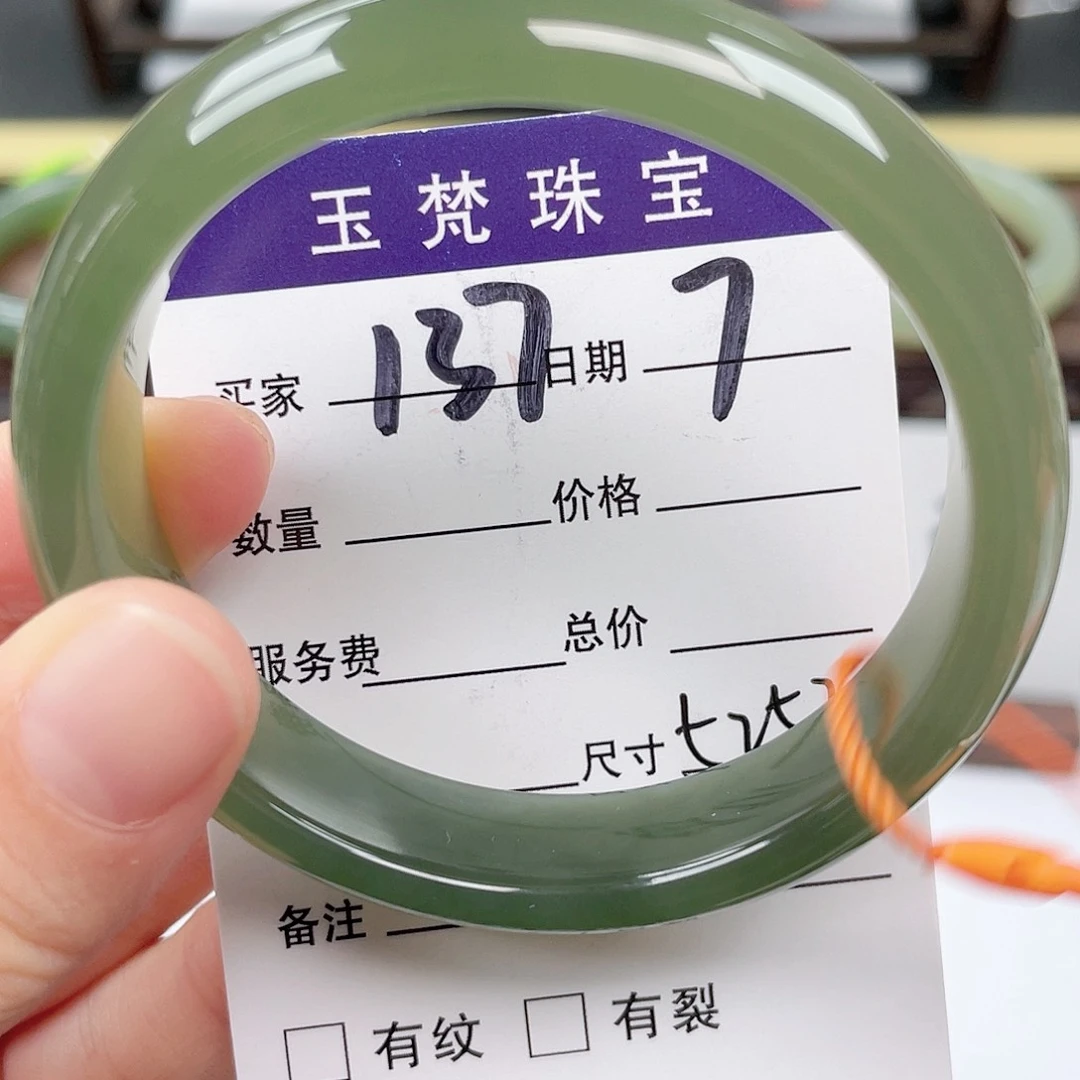 玉梵珠宝
买家 137 日期 7
数量 价格
服务费 总价
尺寸
备注
有纹 有裂